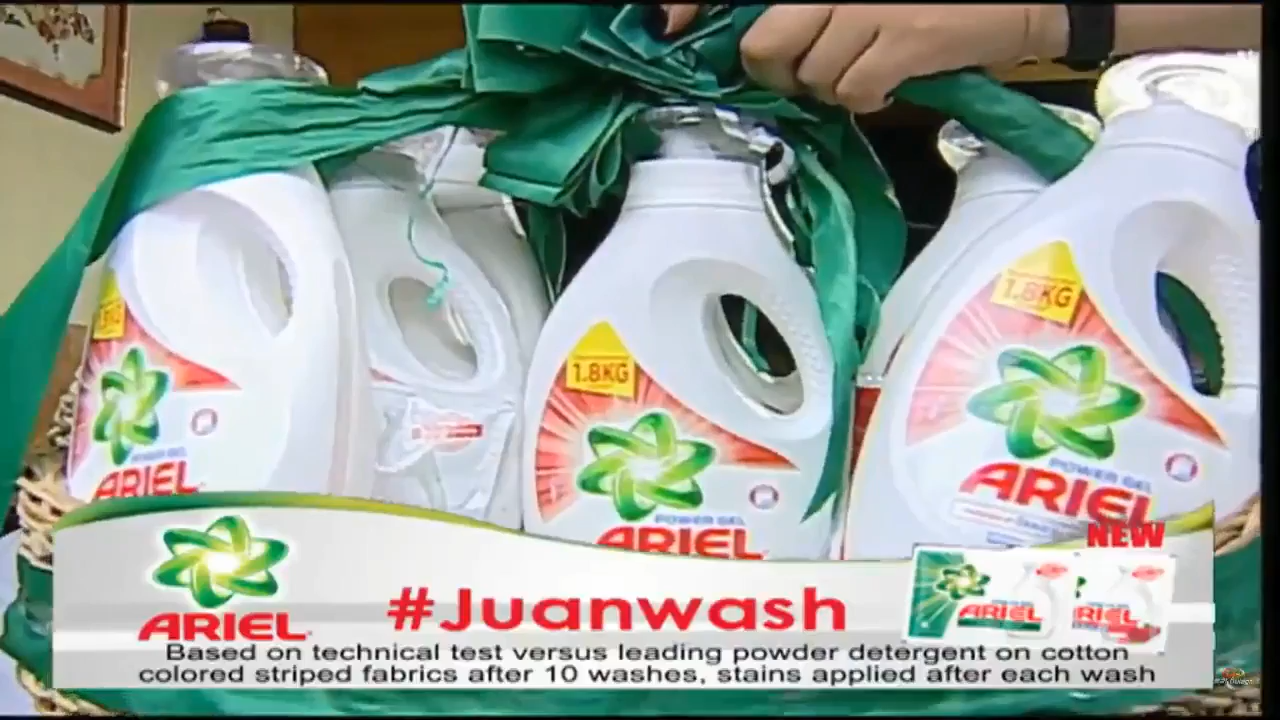 1.8KG
POWER GEL
ARIEL
1.8KG
POWER GEL
ARIEL
1.8KG
POWER GEL
ARIEL
NEW
ARIEL
#Juanwash
ARIEL
ARIEL
Based on technical test versus leading powder detergent on cotton
colored striped fabrics after 10 washes, stains applied after each wash